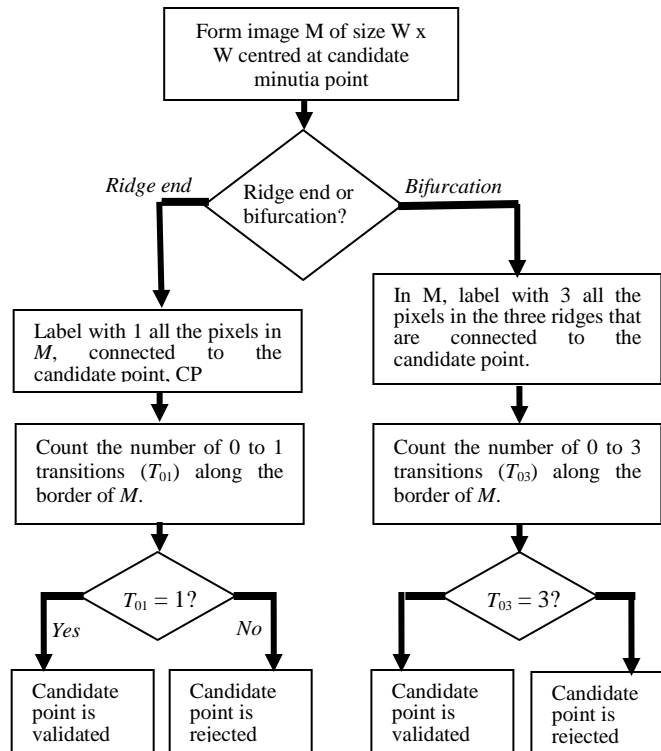 Form image M of size W x
W centred at candidate
minutia point
Ridge end
Ridge end or
bifurcation?
Bifurcation
Label with 1 all the pixels in
M, connected to the
candidate point, CP
In M, label with 3 all the
pixels in the three ridges that
are connected to the
candidate point.
Count the number of 0 to 1
transitions (T01) along the
border of M.
Count the number of 0 to 3
transitions (T03) along the
border of M.
T01 = 1?
Yes
No
T03 = 3?
Candidate
point is
validated
Candidate
point is
rejected
Candidate
point is
validated
Candidate
point is
rejected